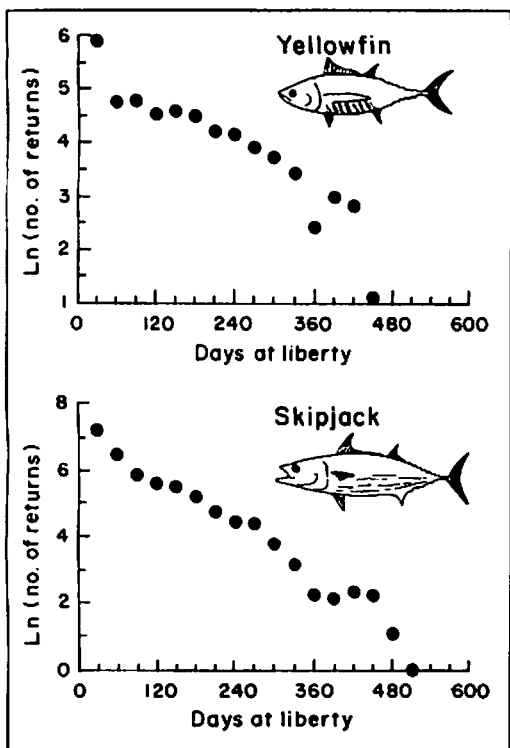 Yellowfin
Ln (no. of returns)
6
5
4
3
2
1
0 120 240 360 480 600
Days at liberty
Skipjack
Ln (no. of returns)
8
6
4
2
0
0 120 240 360 480 600
Days at liberty